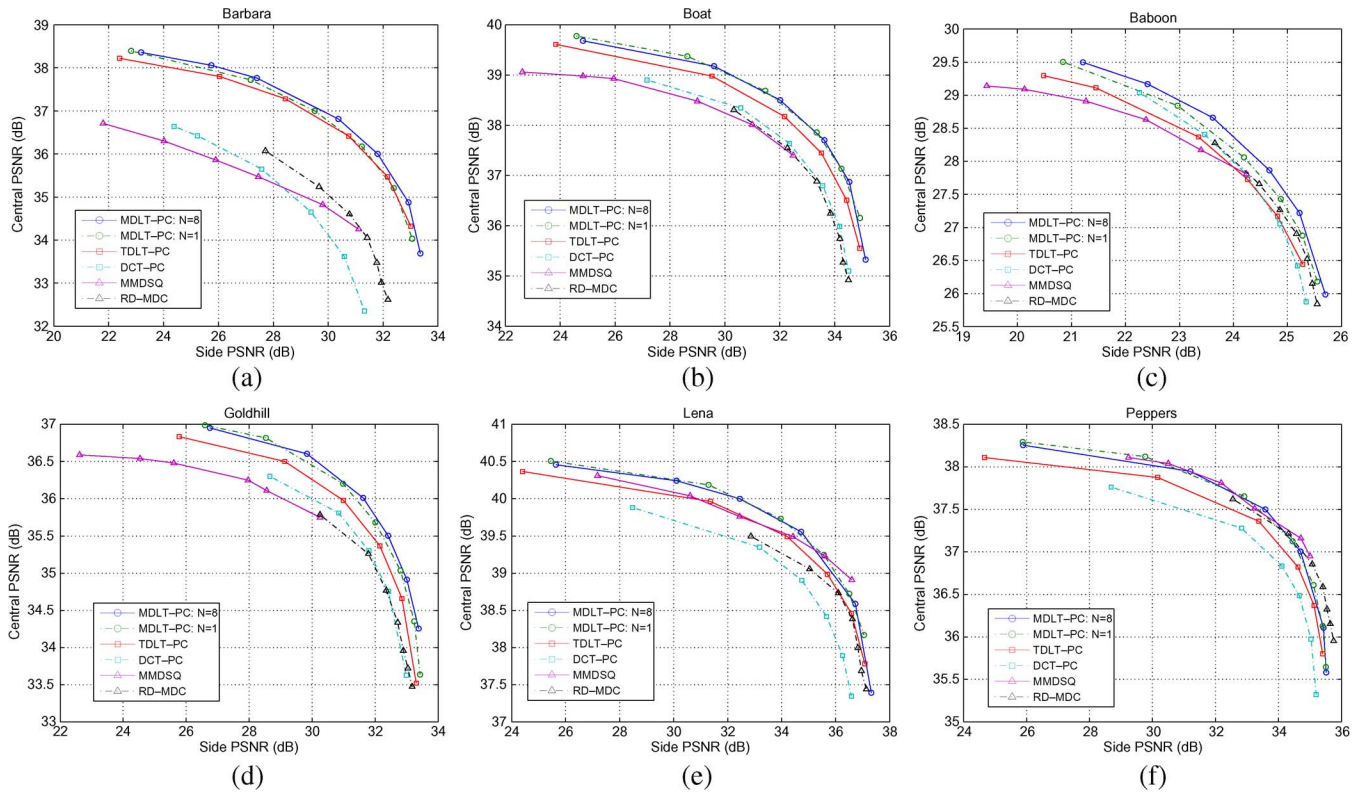 Barbara
39
38
37
36
35
34
33
32
Central PSNR (dB)
MDLT–PC: N=8
MDLT–PC: N=1
TDLT–PC
DCT–PC
MMDSQ
RD–MDC
20 22 24 26 28 30 32 34
Side PSNR (dB)
(a)
Boat
40
39
38
37
36
35
34
Central PSNR (dB)
MDLT–PC: N=8
MDLT–PC: N=1
TDLT–PC
DCT–PC
MMDSQ
RD–MDC
22 24 26 28 30 32 34 36
Side PSNR (dB)
(b)
Baboon
30
29.5
29
28.5
28
27.5
27
26.5
26
25.5
Central PSNR (dB)
MDLT–PC: N=8
MDLT–PC: N=1
TDLT–PC
DCT–PC
MMDSQ
RD–MDC
19 20 21 22 23 24 25 26
Side PSNR (dB)
(c)
Goldhill
37
36.5
36
35.5
35
34.5
34
33.5
33
Central PSNR (dB)
MDLT–PC: N=8
MDLT–PC: N=1
TDLT–PC
DCT–PC
MMDSQ
RD–MDC
22 24 26 28 30 32 34 36
Side PSNR (dB)
(d)
Lena
41
40.5
40
39.5
39
38.5
38
37.5
37
Central PSNR (dB)
MDLT–PC: N=8
MDLT–PC: N=1
TDLT–PC
DCT–PC
MMDSQ
RD–MDC
24 26 28 30 32 34 36 38
Side PSNR (dB)
(e)
Peppers
38.5
38
37.5
37
36.5
36
35.5
35
Central PSNR (dB)
MDLT–PC: N=8
MDLT–PC: N=1
TDLT–PC
DCT–PC
MMDSQ
RD–MDC
24 26 28 30 32 34 36
Side PSNR (dB)
(f)